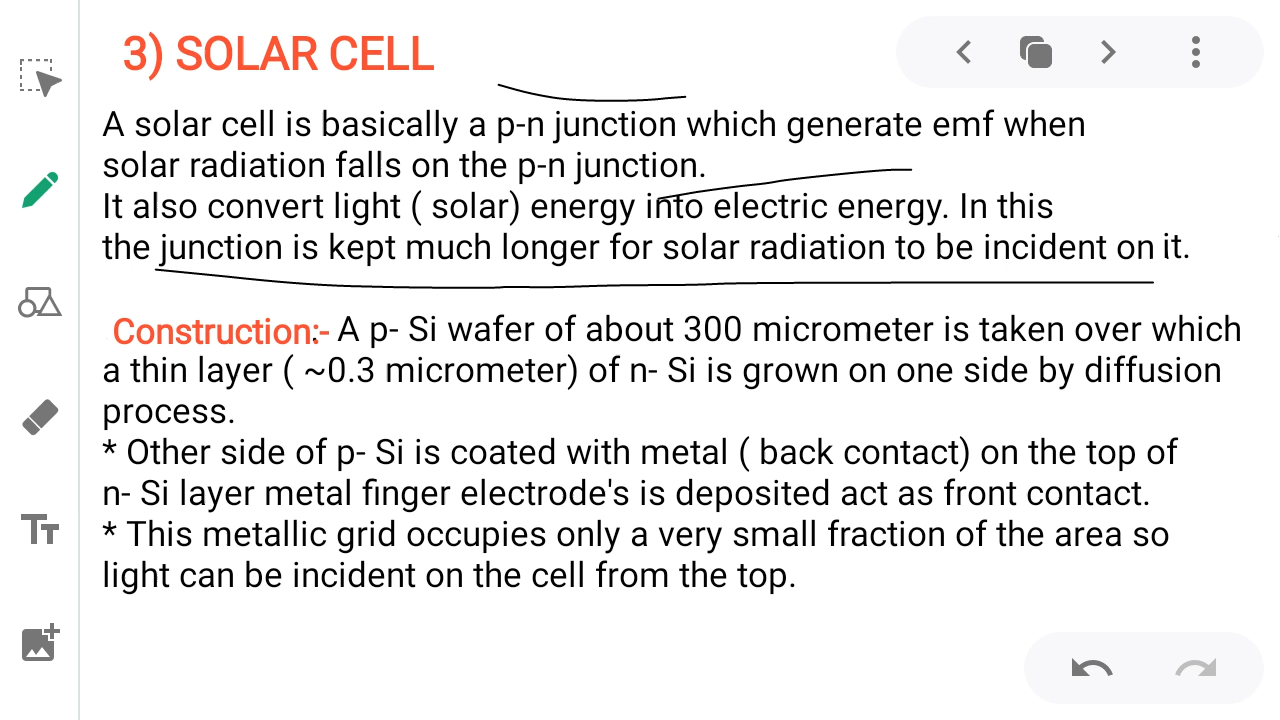 3) SOLAR CELL
A solar cell is basically a p-n junction which generate emf when
solar radiation falls on the p-n junction.
It also convert light ( solar) energy into electric energy. In this
the junction is kept much longer for solar radiation to be incident on it.
Construction:- A p- Si wafer of about 300 micrometer is taken over which
a thin layer ( ~0.3 micrometer) of n- Si is grown on one side by diffusion
process.
* Other side of p- Si is coated with metal ( back contact) on the top of
n- Si layer metal finger electrode's is deposited act as front contact.
* This metallic grid occupies only a very small fraction of the area so
light can be incident on the cell from the top.
Tт